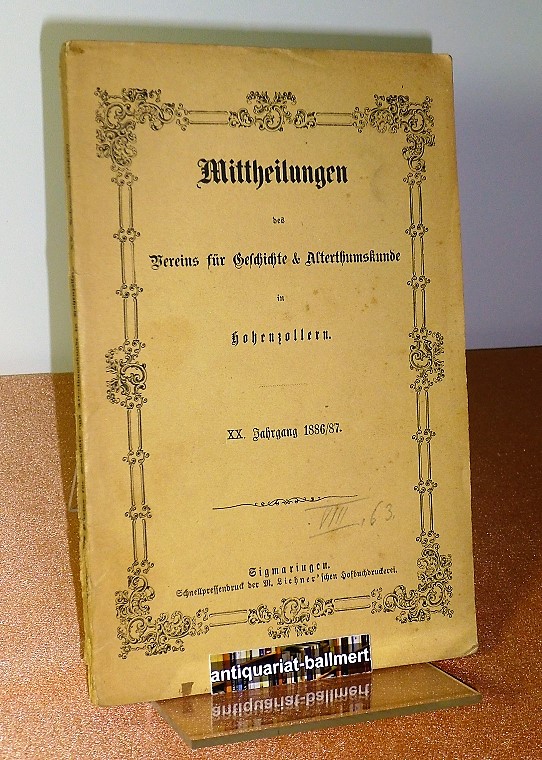 Mittheilungen
des
Vereins für Geschichte & Alterthumskunde
in
Hohenzollern.
XX. Jahrgang 1886/87.
VIII, 63.
Sigmaringen.
Schnellpressendruck der M. Liehner'schen Hofbuchdruckerei.
antiquariat-ballmert